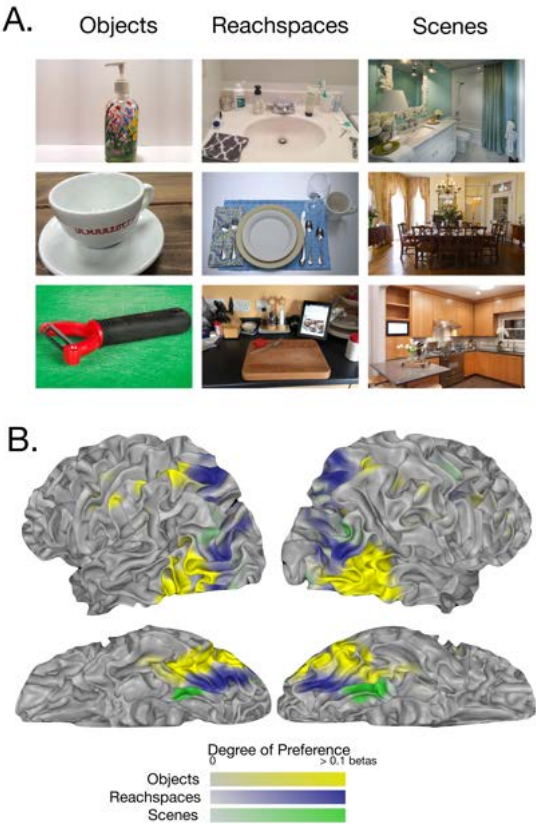 A.
Objects Reachspaces Scenes
B.
Degree of Preference
0 > 0.1 betas
Objects
Reachspaces
Scenes